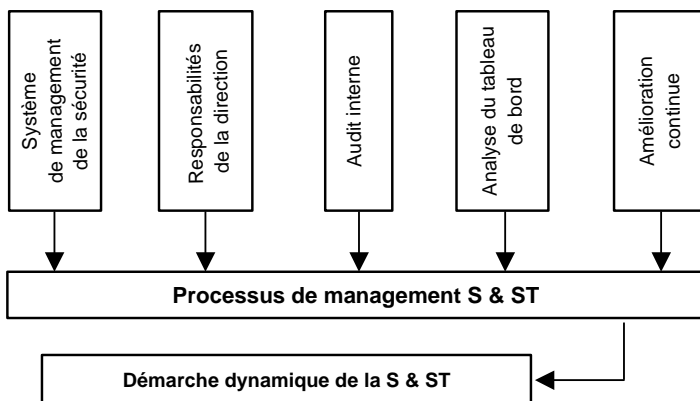 Système
de management
de la sécurité
Responsabilités
de la direction
Audit interne
Analyse du tableau
de bord
Amélioration
continue
Processus de management S & ST
Démarche dynamique de la S & ST